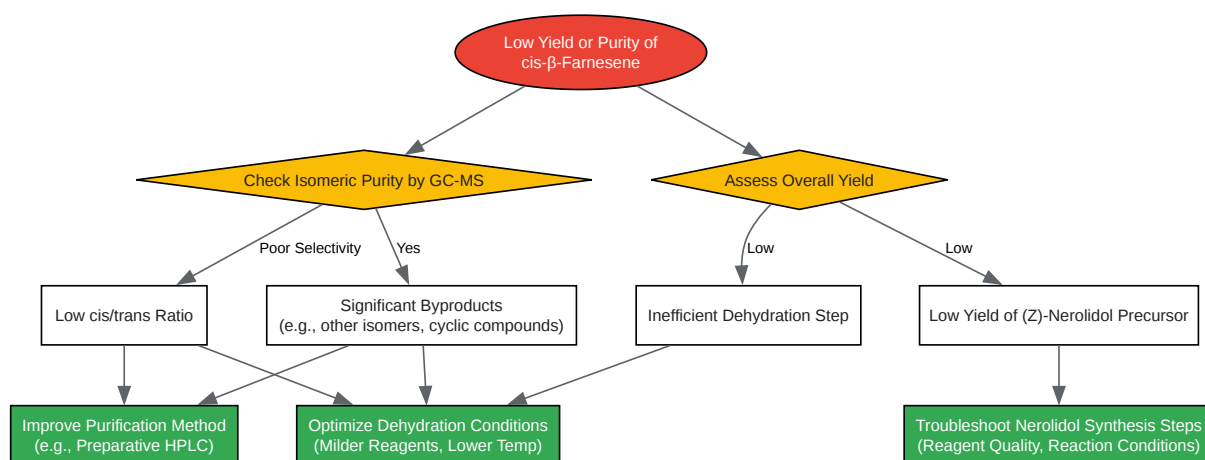 Low Yield or Purity of
cis-β-Farnesene
Check Isomeric Purity by GC-MS
Assess Overall Yield
Poor Selectivity
Yes
Low
Low
Low cis/trans Ratio
Significant Byproducts
(e.g., other isomers, cyclic compounds)
Inefficient Dehydration Step
Low Yield of (Z)-Nerolidol Precursor
Improve Purification Method
(e.g., Preparative HPLC)
Optimize Dehydration Conditions
(Milder Reagents, Lower Temp)
Troubleshoot Nerolidol Synthesis Steps
(Reagent Quality, Reaction Conditions)